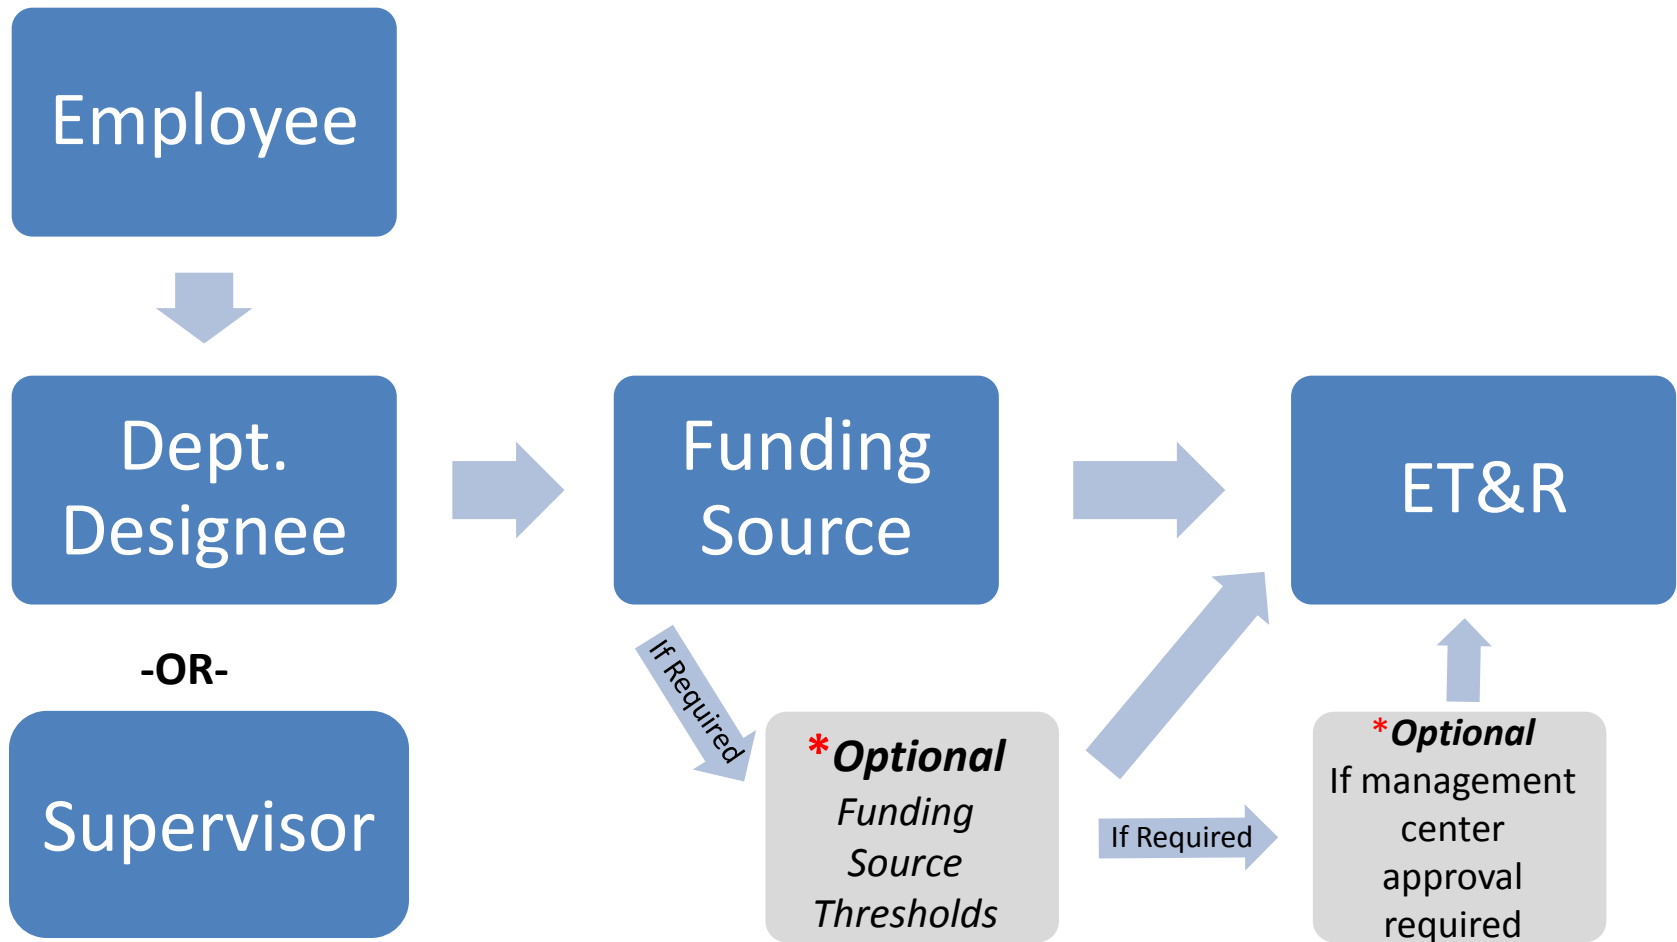 Employee
Dept.
Designee
Funding
Source
ET&R
-OR-
Supervisor
If Required
*Optional
Funding
Source
Thresholds
If Required
*Optional
If management
center
approval
required